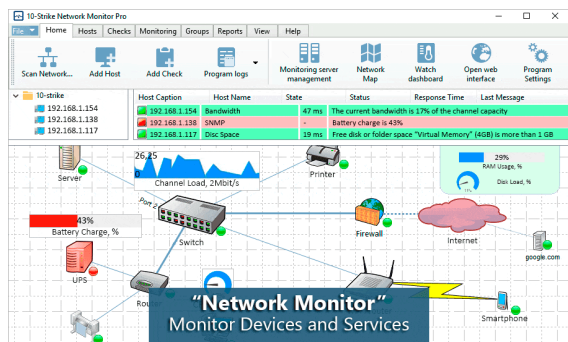 10-Strike Network Monitor Pro
File Home Hosts Checks Monitoring Groups Reports View Help
Scan Network... Add Host Add Check Program logs Monitoring server management Network Map Watch dashboard Open web interface Program Settings
10-strike
192.168.1.154
192.168.1.138
192.168.1.117
Host Caption Host Name State Status Response Time Last Message
192.168.1.154 Bandwidth 47 ms The current bandwidth is 17% of the channel capacity
192.168.1.138 SNMP - Battery charge is 43%
192.168.1.117 Disc Space 19 ms Free disk or folder space "Virtual Memory" (4GB) is more than 1 GB
Server
26,25
0
Channel Load, 2Mbit/s
Printer
29%
RAM Usage, %
Disk Load, %
Port 2
43%
Battery Charge, %
Switch
Firewall
Internet
google.com
UPS
Router
Smartphone
“Network Monitor”
Monitor Devices and Services